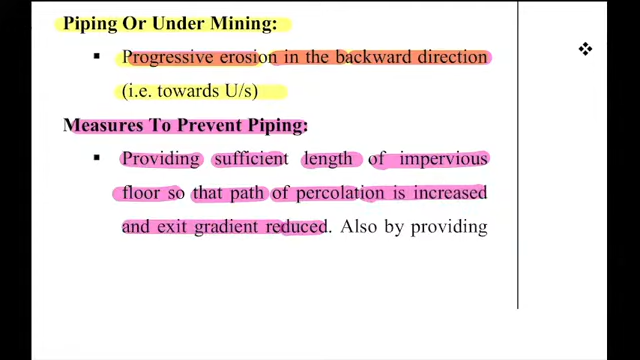 Piping Or Under Mining:
▪ Progressive erosion in the backward direction
(i.e. towards U/s)
Measures To Prevent Piping:
▪ Providing sufficient length of impervious
floor so that path of percolation is increased
and exit gradient reduced. Also by providing
❖